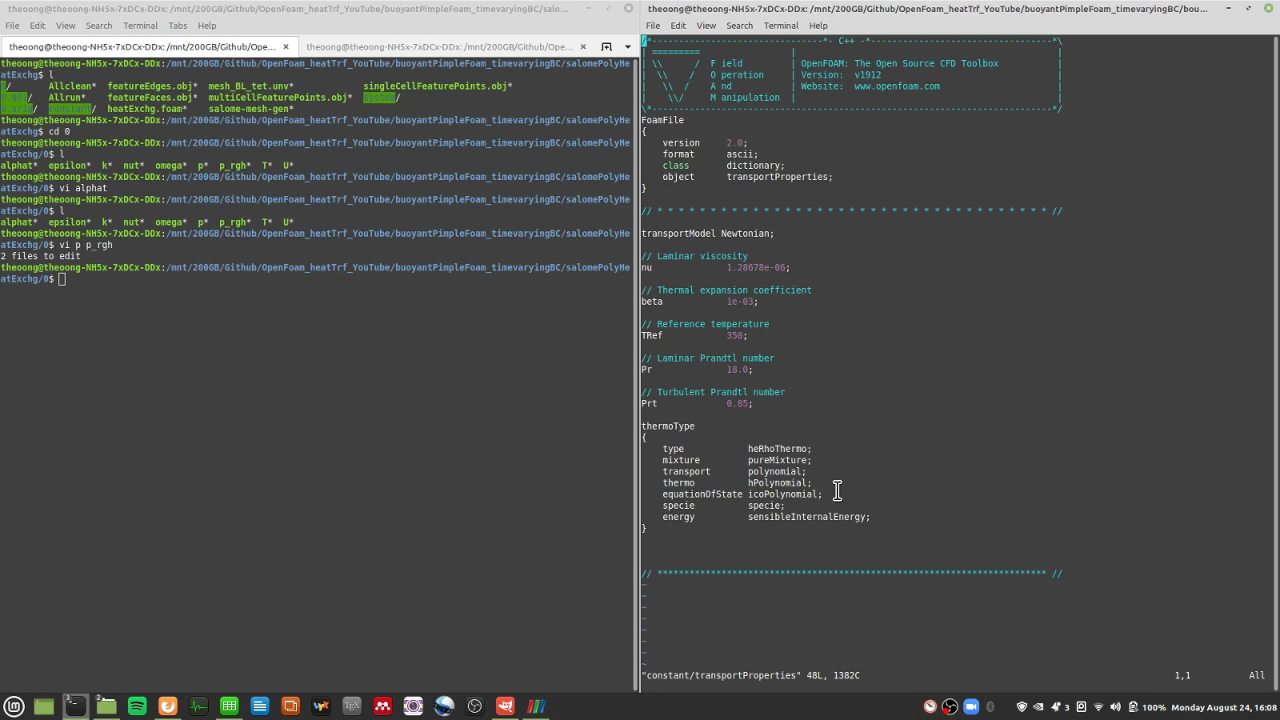 theoong@theoong-NH5x-7xDCx-DDx: /mnt/200GB/Github/OpenFoam_heatTrf_YouTube/buoyantPimpleFoam_timevaryingBC/salo...
File Edit View Search Terminal Tabs Help
theoong@theoong-NH5x-7xDCx-DDx: /mnt/200GB/Github/Ope... × theoong@theoong-NH5x-7xDCx-DDx: /mnt/200GB/Github/Op... ×
theoong@theoong-NH5x-7xDCx-DDx:/mnt/200GB/Github/OpenFoam_heatTrf_YouTube/buoyantPimpleFoam_timevaryingBC/salomePolyHe
atExchg$ l
/ Allclean* featureEdges.obj* mesh_BL_tet.unv* singleCellFeaturePoints.obj*
/ Allrun* featureFaces.obj* multiCellFeaturePoints.obj* system/
/ constant/ heatExchg.foam* salome-mesh-gen*
theoong@theoong-NH5x-7xDCx-DDx:/mnt/200GB/Github/OpenFoam_heatTrf_YouTube/buoyantPimpleFoam_timevaryingBC/salomePolyHe
atExchg$ cd 0
theoong@theoong-NH5x-7xDCx-DDx:/mnt/200GB/Github/OpenFoam_heatTrf_YouTube/buoyantPimpleFoam_timevaryingBC/salomePolyHe
atExchg/0$ l
alphat* epsilon* k* nut* omega* p* p_rgh* T* U*
theoong@theoong-NH5x-7xDCx-DDx:/mnt/200GB/Github/OpenFoam_heatTrf_YouTube/buoyantPimpleFoam_timevaryingBC/salomePolyHe
atExchg/0$ vi alphat
theoong@theoong-NH5x-7xDCx-DDx:/mnt/200GB/Github/OpenFoam_heatTrf_YouTube/buoyantPimpleFoam_timevaryingBC/salomePolyHe
atExchg/0$ l
alphat* epsilon* k* nut* omega* p* p_rgh* T* U*
theoong@theoong-NH5x-7xDCx-DDx:/mnt/200GB/Github/OpenFoam_heatTrf_YouTube/buoyantPimpleFoam_timevaryingBC/salomePolyHe
atExchg/0$ vi p p_rgh
2 files to edit
theoong@theoong-NH5x-7xDCx-DDx:/mnt/200GB/Github/OpenFoam_heatTrf_YouTube/buoyantPimpleFoam_timevaryingBC/salomePolyHe
atExchg/0$
theoong@theoong-NH5x-7xDCx-DDx: /mnt/200GB/Github/OpenFoam_heatTrf_YouTube/buoyantPimpleFoam_timevaryingBC/bou...
File Edit View Search Terminal Help
/*--------------------------------*- C++ -*----------------------------------*\
| ========= | |
| \\ / F ield | OpenFOAM: The Open Source CFD Toolbox |
| \\ / O peration | Version: v1912 |
| \\ / A nd | Website: www.openfoam.com |
| \\/ M anipulation | |
\*---------------------------------------------------------------------------*/
FoamFile
{
version 2.0;
format ascii;
class dictionary;
object transportProperties;
}
// * * * * * * * * * * * * * * * * * * * * * * * * * * * * * * * * * * * * * //
transportModel Newtonian;
// Laminar viscosity
nu 1.28678e-06;
// Thermal expansion coefficient
beta 1e-03;
// Reference temperature
TRef 350;
// Laminar Prandtl number
Pr 18.0;
// Turbulent Prandtl number
Prt 0.85;
thermoType
{
type heRhoThermo;
mixture pureMixture;
transport polynomial;
thermo hPolynomial;
equationOfState icoPolynomial;
specie specie;
energy sensibleInternalEnergy;
}
// ************************************************************************* //
~
~
~
~
~
~
~
~
"constant/transportProperties" 48L, 1382C 1,1 All
3 2 3 100% Monday August 24, 16:08